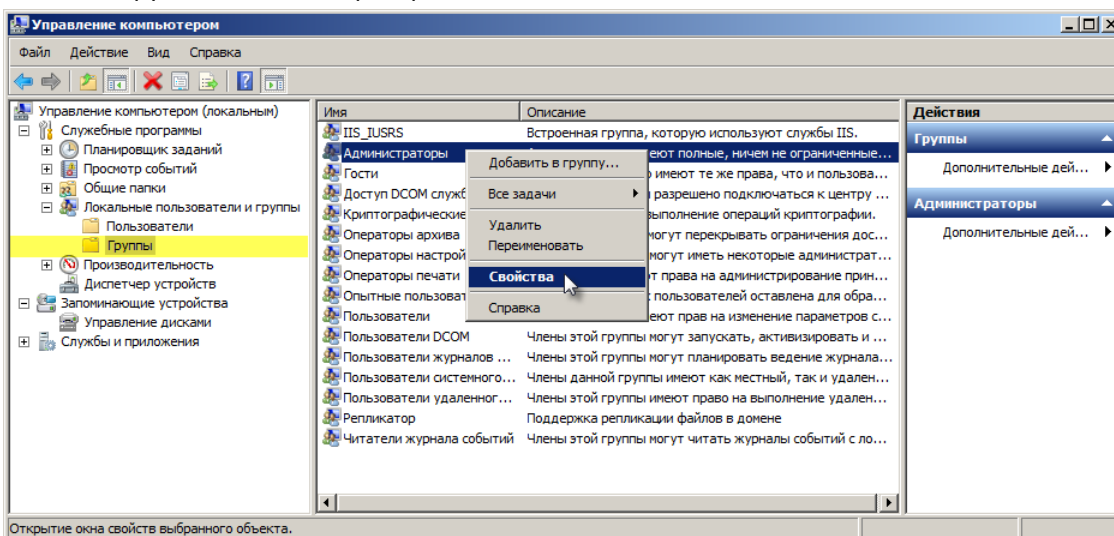 Управление компьютером
Файл Действие Вид Справка
Управление компьютером (локальным)
Служебные программы
Планировщик заданий
Просмотр событий
Общие папки
Локальные пользователи и группы
Пользователи
Группы
Производительность
Диспетчер устройств
Запоминающие устройства
Управление дисками
Службы и приложения
Имя Описание
IIS_IUSRS Встроенная группа, которую используют службы IIS.
Администраторы еют полные, ничем не ограниченные...
Гости имеют те же права, что и пользова...
Доступ DCOM служб разрешено подключаться к центру ...
Криптографические выполнение операций криптографии.
Операторы архива могут перекрывать ограничения дос...
Операторы настрой могут иметь некоторые администрат...
Операторы печати т права на администрирование прин...
Опытные пользоват пользователей оставлена для обра...
Пользователи еют прав на изменение параметров с...
Пользователи DCOM Члены этой группы могут запускать, активизировать и ...
Пользователи журналов ... Члены этой группы могут планировать ведение журнала...
Пользователи системного... Члены данной группы имеют как местный, так и удален...
Пользователи удаленног... Члены этой группы имеют право на выполнение удален...
Репликатор Поддержка репликации файлов в домене
Читатели журнала событий Члены этой группы могут читать журналы событий с ло...
Добавить в группу...
Все задачи
Удалить
Переименовать
Свойства
Справка
Действия
Группы
Дополнительные дей...
Администраторы
Дополнительные дей...
Открытие окна свойств выбранного объекта.